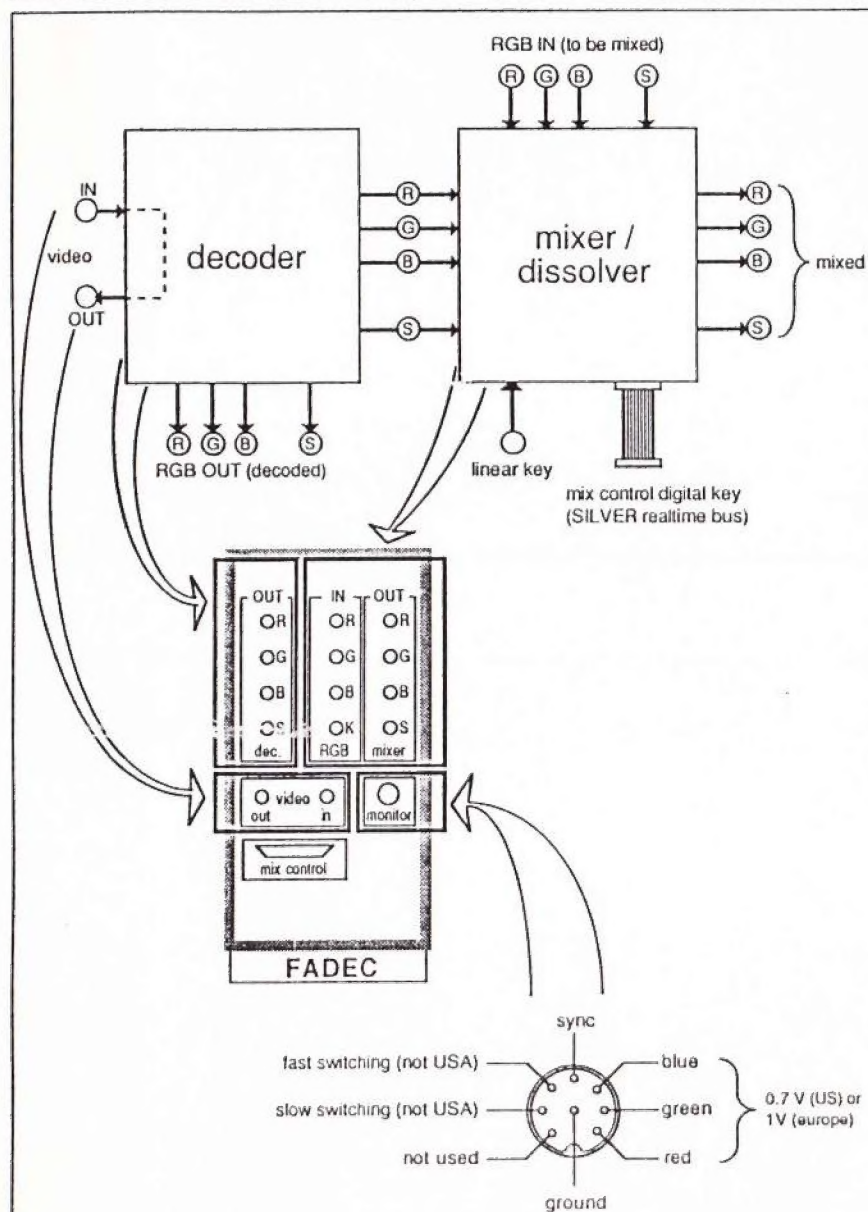 RGB IN (to be mixed)
R G B S
IN
video
OUT
decoder
R
G
B
S
mixer /
dissolver
R
G
B
S
mixed
R G B S
RGB OUT (decoded)
linear key
mix control digital key
(SILVER realtime bus)
OUT IN OUT
R R R
G G G
B B B
S K S
dec. RGB mixer
video
out in
monitor
mix control
FADEC
sync
fast switching (not USA)
blue
slow switching (not USA)
green
not used
red
ground
0.7 V (US) or
1V (europe)